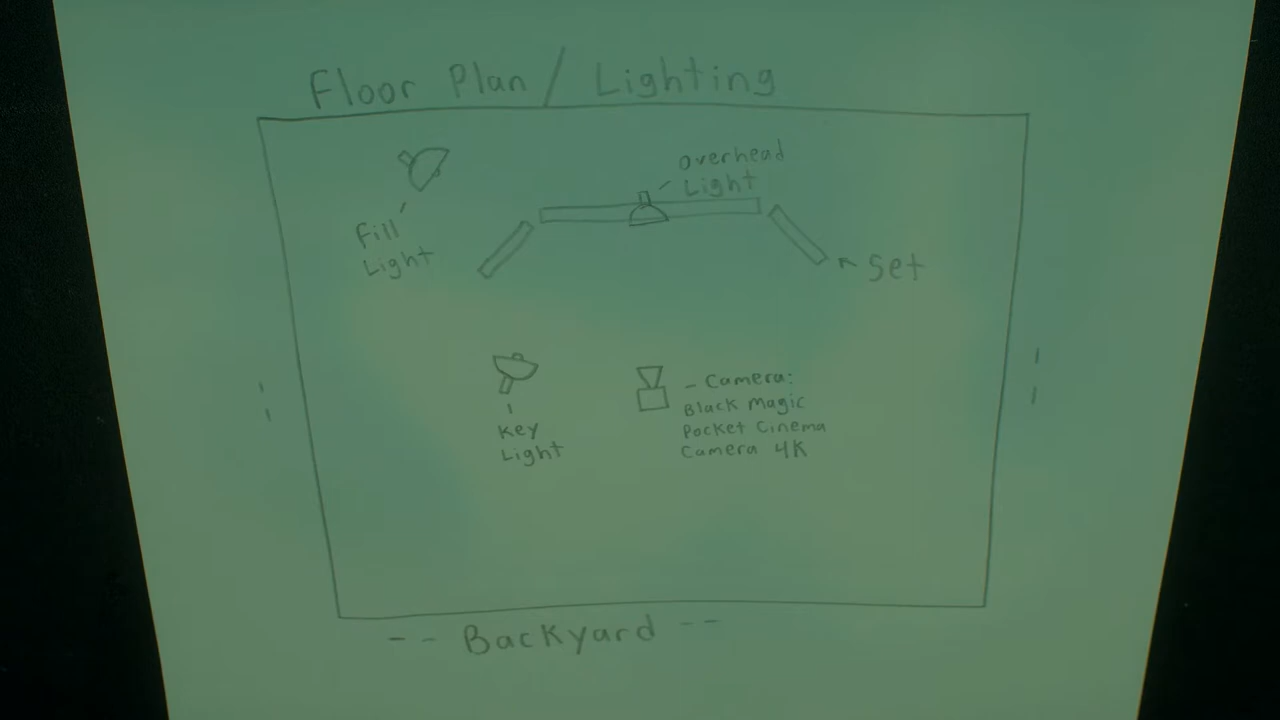 Floor Plan / Lighting
overhead
Light
Fill
Light
Set
Key
Light
- Camera:
Black Magic
Pocket Cinema
Camera 4K
-- Backyard --